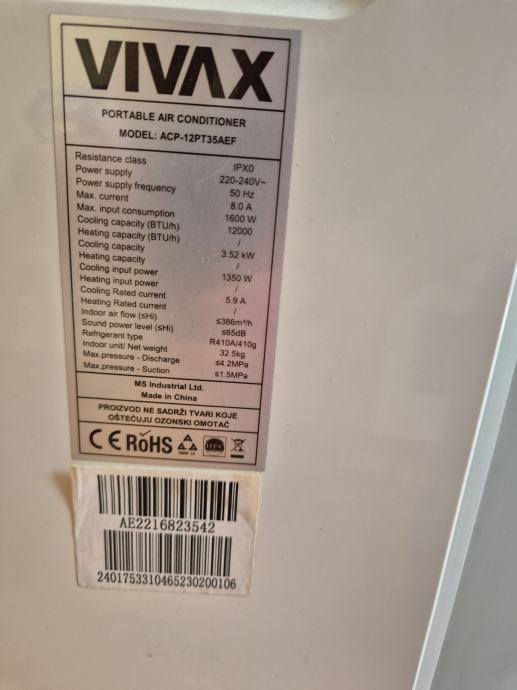 VIVAX
PORTABLE AIR CONDITIONER
MODEL: ACP-12PT35AEF
Resistance class IPX0
Power supply 220-240V~
Power supply frequency 50 Hz
Max. current 8.0 A
Max. input consumption 1600 W
Cooling capacity (BTU/h) 12000
Heating capacity (BTU/h) /
Cooling capacity 3.52 kW
Heating capacity /
Cooling input power 1350 W
Heating input power /
Cooling Rated current 5.9 A
Heating Rated current /
Indoor air flow (≤Hi) ≤386m³/h
Sound power level (≤Hi) ≤65dB
Refrigerant type R410A/410g
Indoor unit/ Net weight 32.5kg
Max.pressure - Discharge ≤4.2MPa
Max.pressure - Suction ≤1.5MPa
MS Industrial Ltd.
Made in China
PROIZVOD NE SADRŽI TVARI KOJE
OŠTEĆUJU OZONSKI OMOTAČ
CE RoHS
AE2216823542
2401753310465230200106